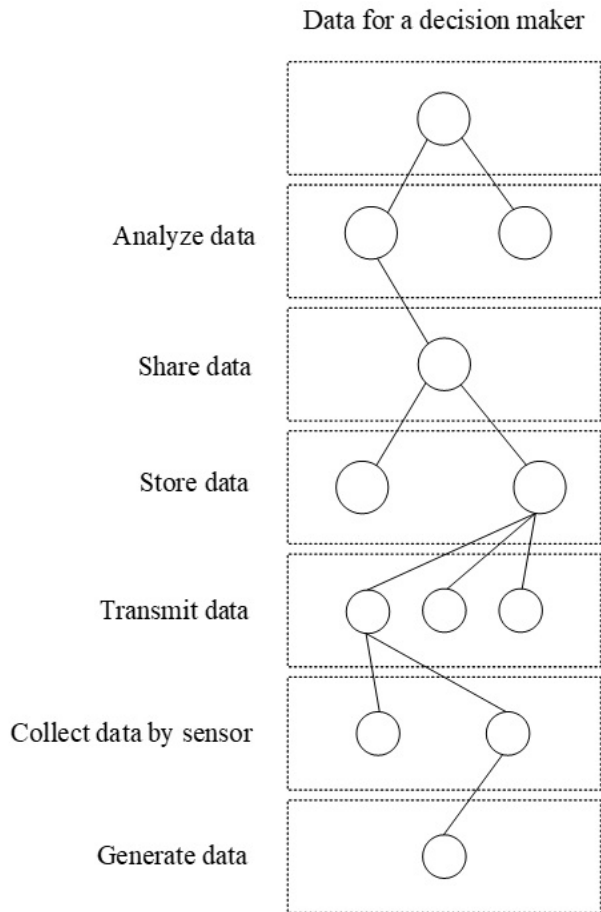 Data for a decision maker
Analyze data
Share data
Store data
Transmit data
Collect data by sensor
Generate data